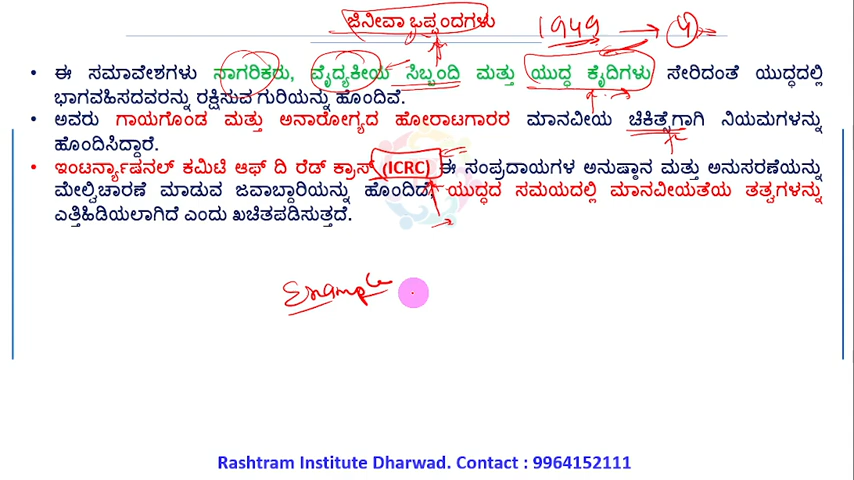 ಜಿನೀವಾ ಒಪ್ಪಂದಗಳು 1949 → 4
• ಈ ಸಮಾವೇಶಗಳು ನಾಗರಿಕರು, ವೈದ್ಯಕೀಯ ಸಿಬ್ಬಂದಿ ಮತ್ತು ಯುದ್ಧ ಕೈದಿಗಳು ಸೇರಿದಂತೆ ಯುದ್ಧದಲ್ಲಿ
ಭಾಗವಹಿಸದವರನ್ನು ರಕ್ಷಿಸುವ ಗುರಿಯನ್ನು ಹೊಂದಿವೆ.
• ಅವರು ಗಾಯಗೊಂಡ ಮತ್ತು ಅನಾರೋಗ್ಯದ ಹೋರಾಟಗಾರರ ಮಾನವೀಯ ಚಿಕಿತ್ಸೆಗಾಗಿ ನಿಯಮಗಳನ್ನು
ಹೊಂದಿಸಿದ್ದಾರೆ.
• ಇಂಟರ್ನ್ಯಾಷನಲ್ ಕಮಿಟಿ ಆಫ್ ದಿ ರೆಡ್ ಕ್ರಾಸ್ (ICRC) ಈ ಸಂಪ್ರದಾಯಗಳ ಅನುಷ್ಠಾನ ಮತ್ತು ಅನುಸರಣೆಯನ್ನು
ಮೇಲ್ವಿಚಾರಣೆ ಮಾಡುವ ಜವಾಬ್ದಾರಿಯನ್ನು ಹೊಂದಿದೆ, ಯುದ್ಧದ ಸಮಯದಲ್ಲಿ ಮಾನವೀಯತೆಯ ತತ್ವಗಳನ್ನು
ಎತ್ತಿಹಿಡಿಯಲಾಗಿದೆ ಎಂದು ಖಚಿತಪಡಿಸುತ್ತದೆ.
Example
Rashtram Institute Dharwad. Contact : 9964152111